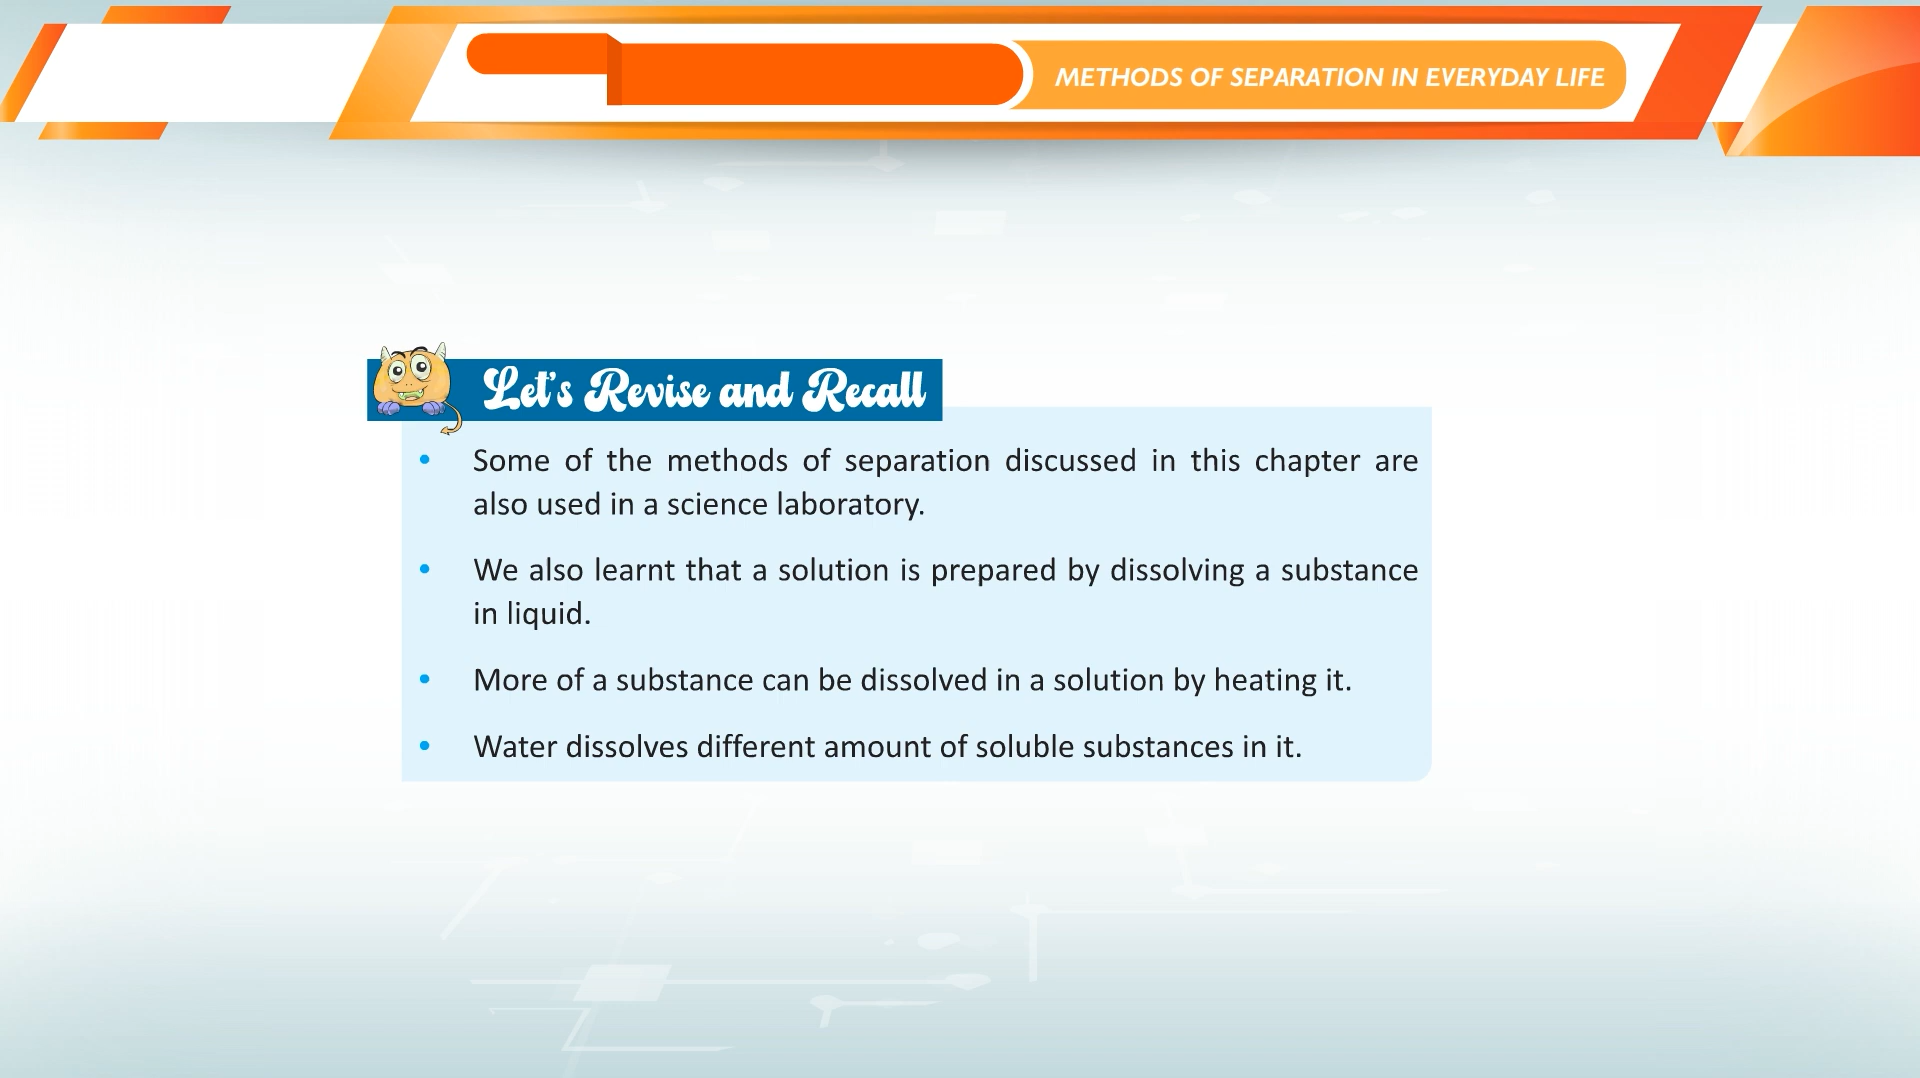 METHODS OF SEPARATION IN EVERYDAY LIFE
Let's Revise and Recall
• Some of the methods of separation discussed in this chapter are
also used in a science laboratory.
• We also learnt that a solution is prepared by dissolving a substance
in liquid.
• More of a substance can be dissolved in a solution by heating it.
• Water dissolves different amount of soluble substances in it.